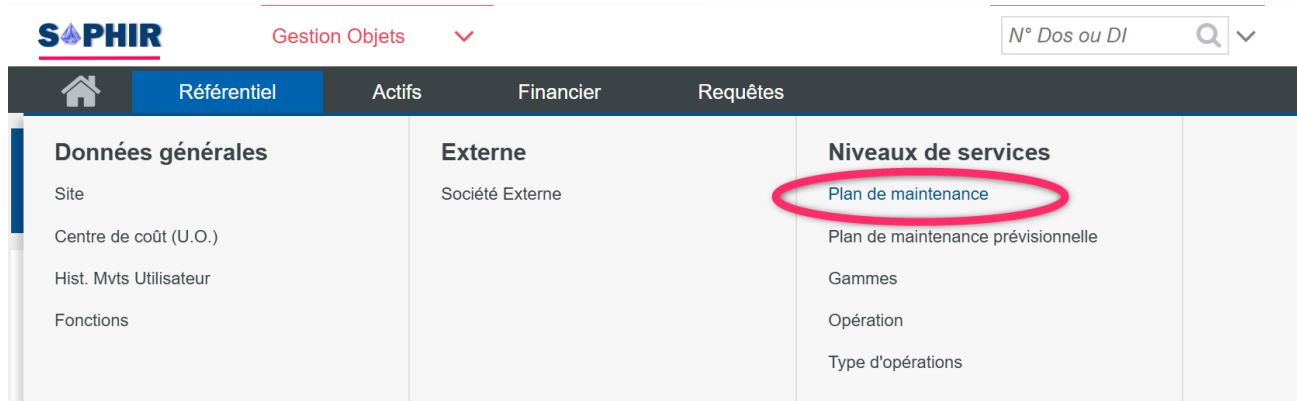 SAPHIR
Gestion Objets
N° Dos ou DI
Référentiel
Actifs
Financier
Requêtes
Données générales
Site
Centre de coût (U.O.)
Hist. Mvts Utilisateur
Fonctions
Externe
Société Externe
Niveaux de services
Plan de maintenance
Plan de maintenance prévisionnelle
Gammes
Opération
Type d'opérations